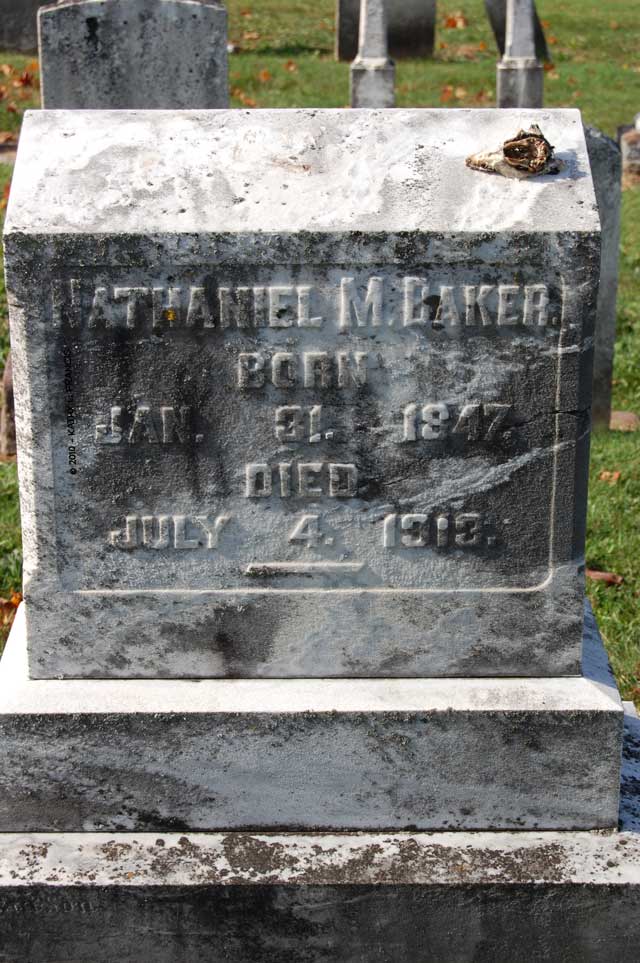 NATHANIEL M. BAKER.
BORN
JAN. 31. 1847.
DIED
JULY 4. 1913.